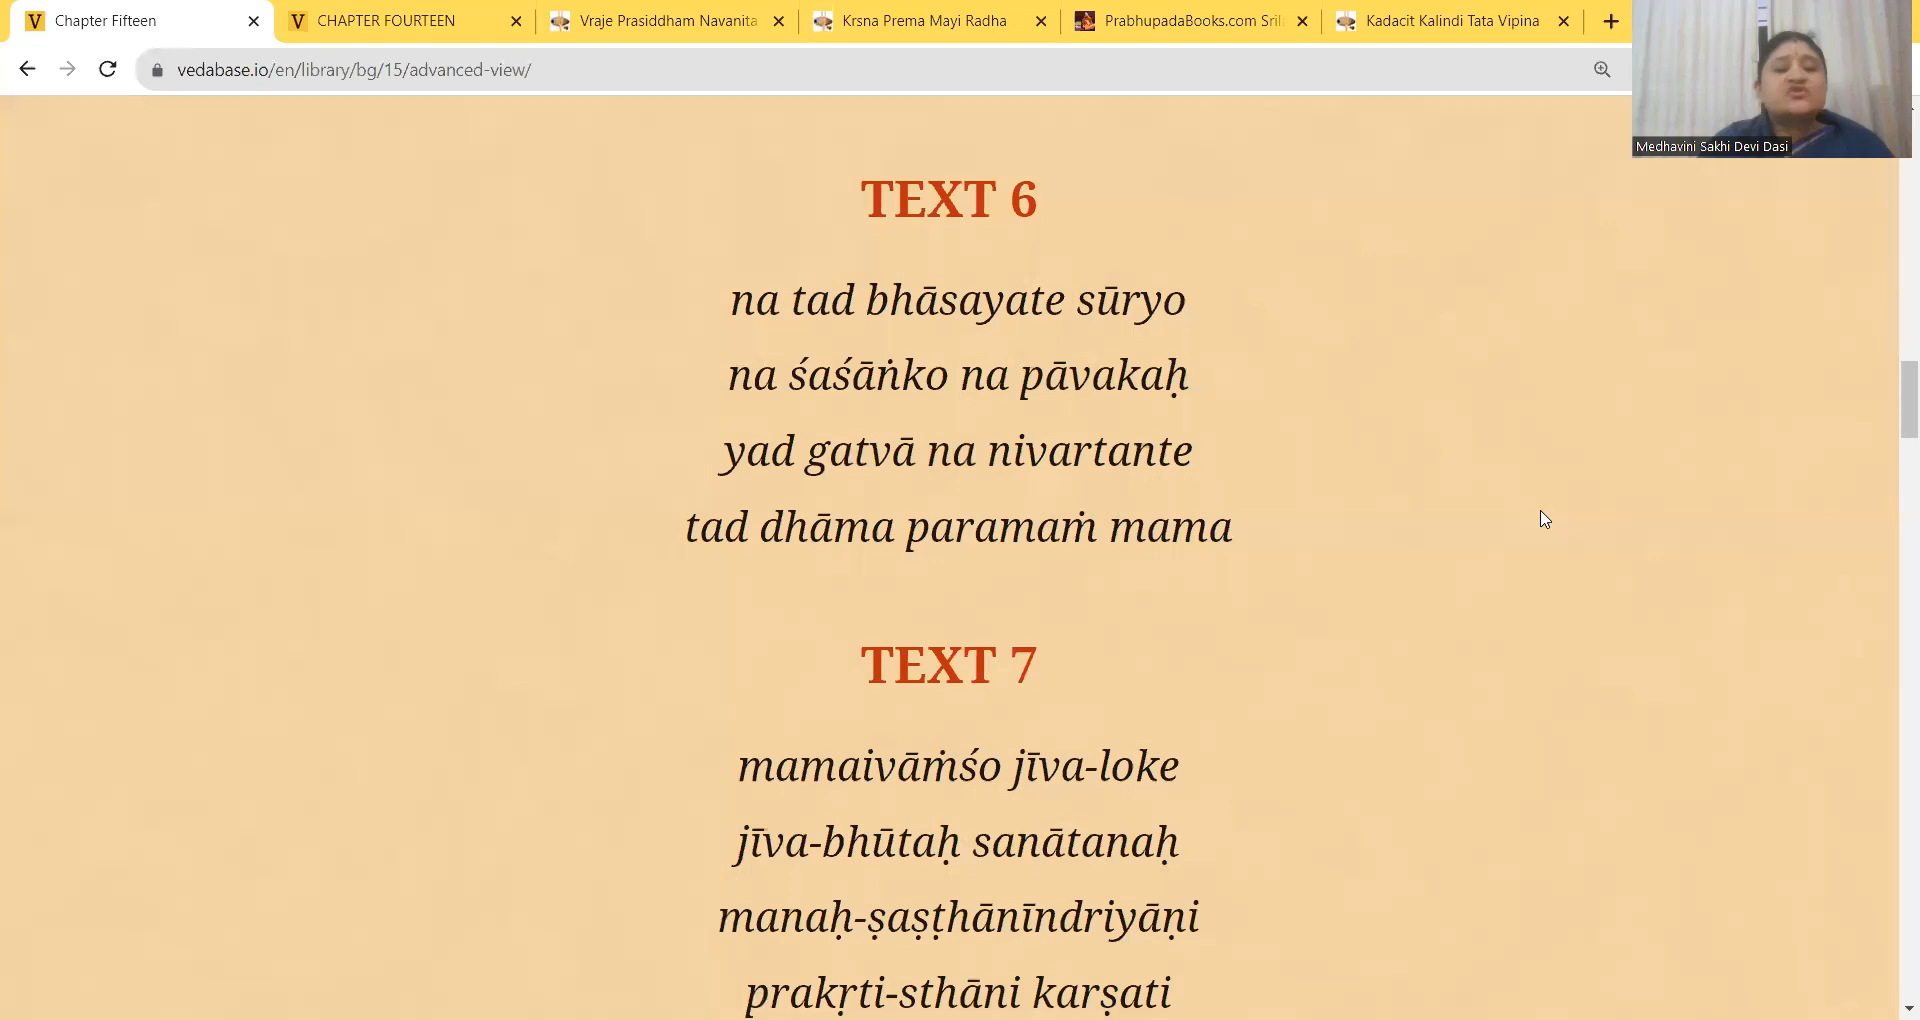 Chapter Fifteen
CHAPTER FOURTEEN
Vraje Prasiddham Navanita
Krsna Prema Mayi Radha
PrabhupadaBooks.com Sril
Kadacit Kalindi Tata Vipina
vedabase.io/en/library/bg/15/advanced-view/
Medhavini Sakhi Devi Dasi
TEXT 6
na tad bhāsayate sūryo
na śaśāṅko na pāvakaḥ
yad gatvā na nivartante
tad dhāma paramaṁ mama
TEXT 7
mamaivāṁśo jīva-loke
jīva-bhūtaḥ sanātanaḥ
manaḥ-ṣaṣṭhānīndriyāṇi
prakṛti-sthāni karṣati